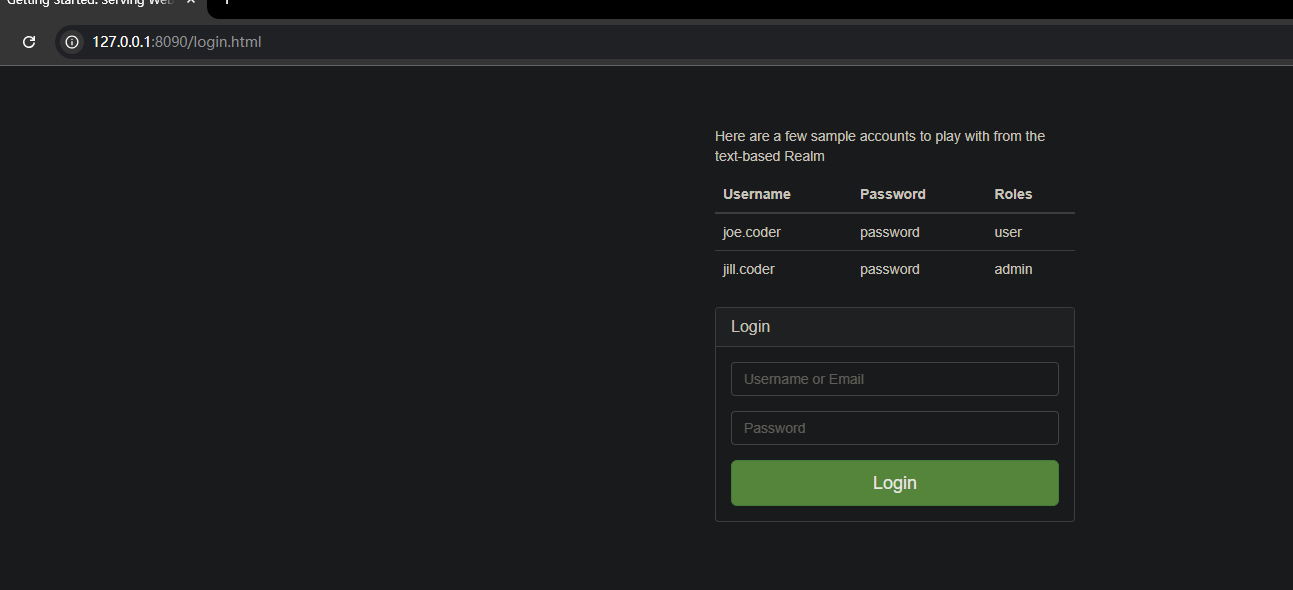 Getting Started: Serving Web
127.0.0.1:8090/login.html
Here are a few sample accounts to play with from the
text-based Realm
Username Password Roles
joe.coder password user
jill.coder password admin
Login
Username or Email
Password
Login